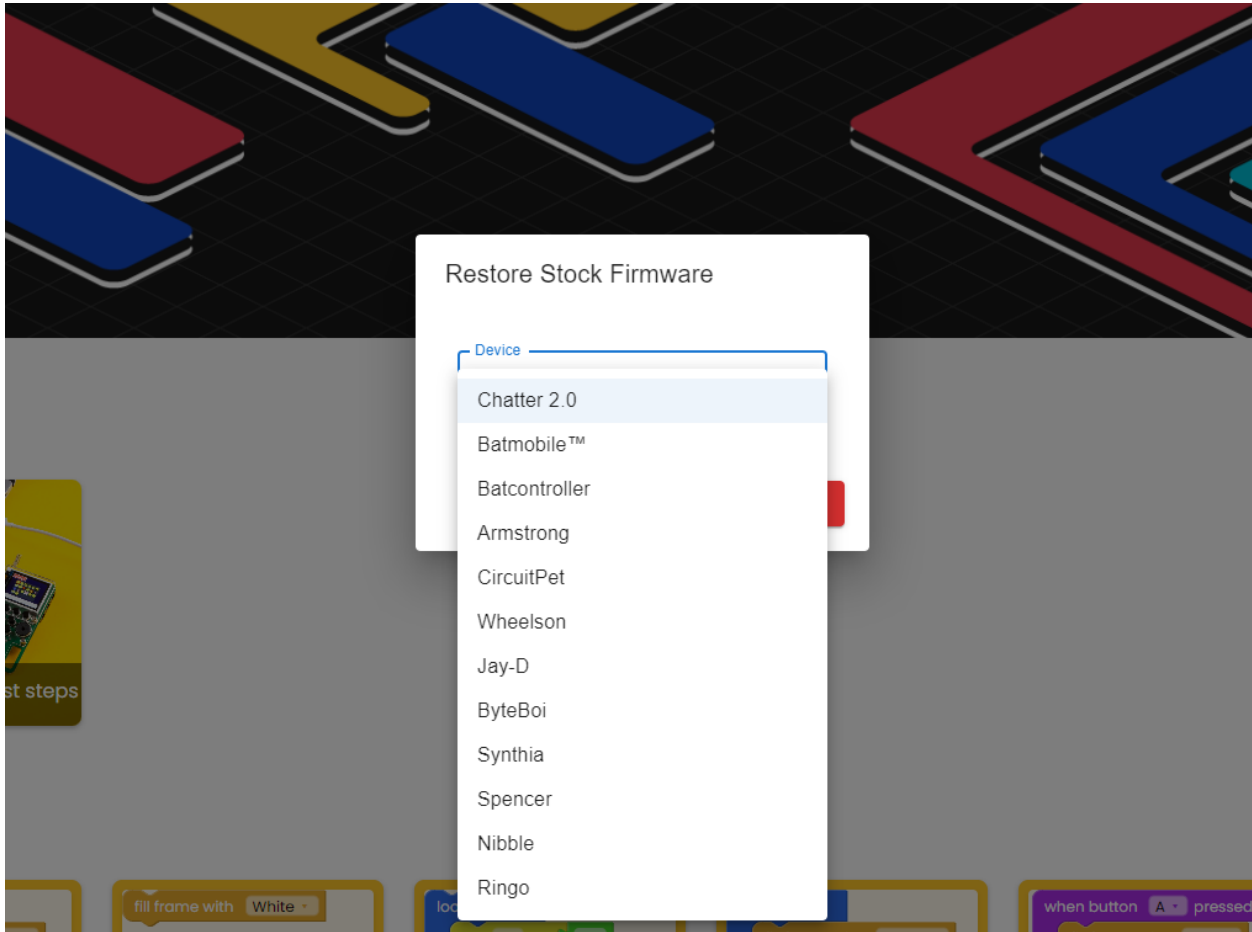 Restore Stock Firmware
Device
Chatter 2.0
Batmobile™
Batcontroller
Armstrong
CircuitPet
Wheelson
Jay-D
ByteBoi
Synthia
Spencer
Nibble
Ringo
st steps
fill frame with White
loo
when button A pressed